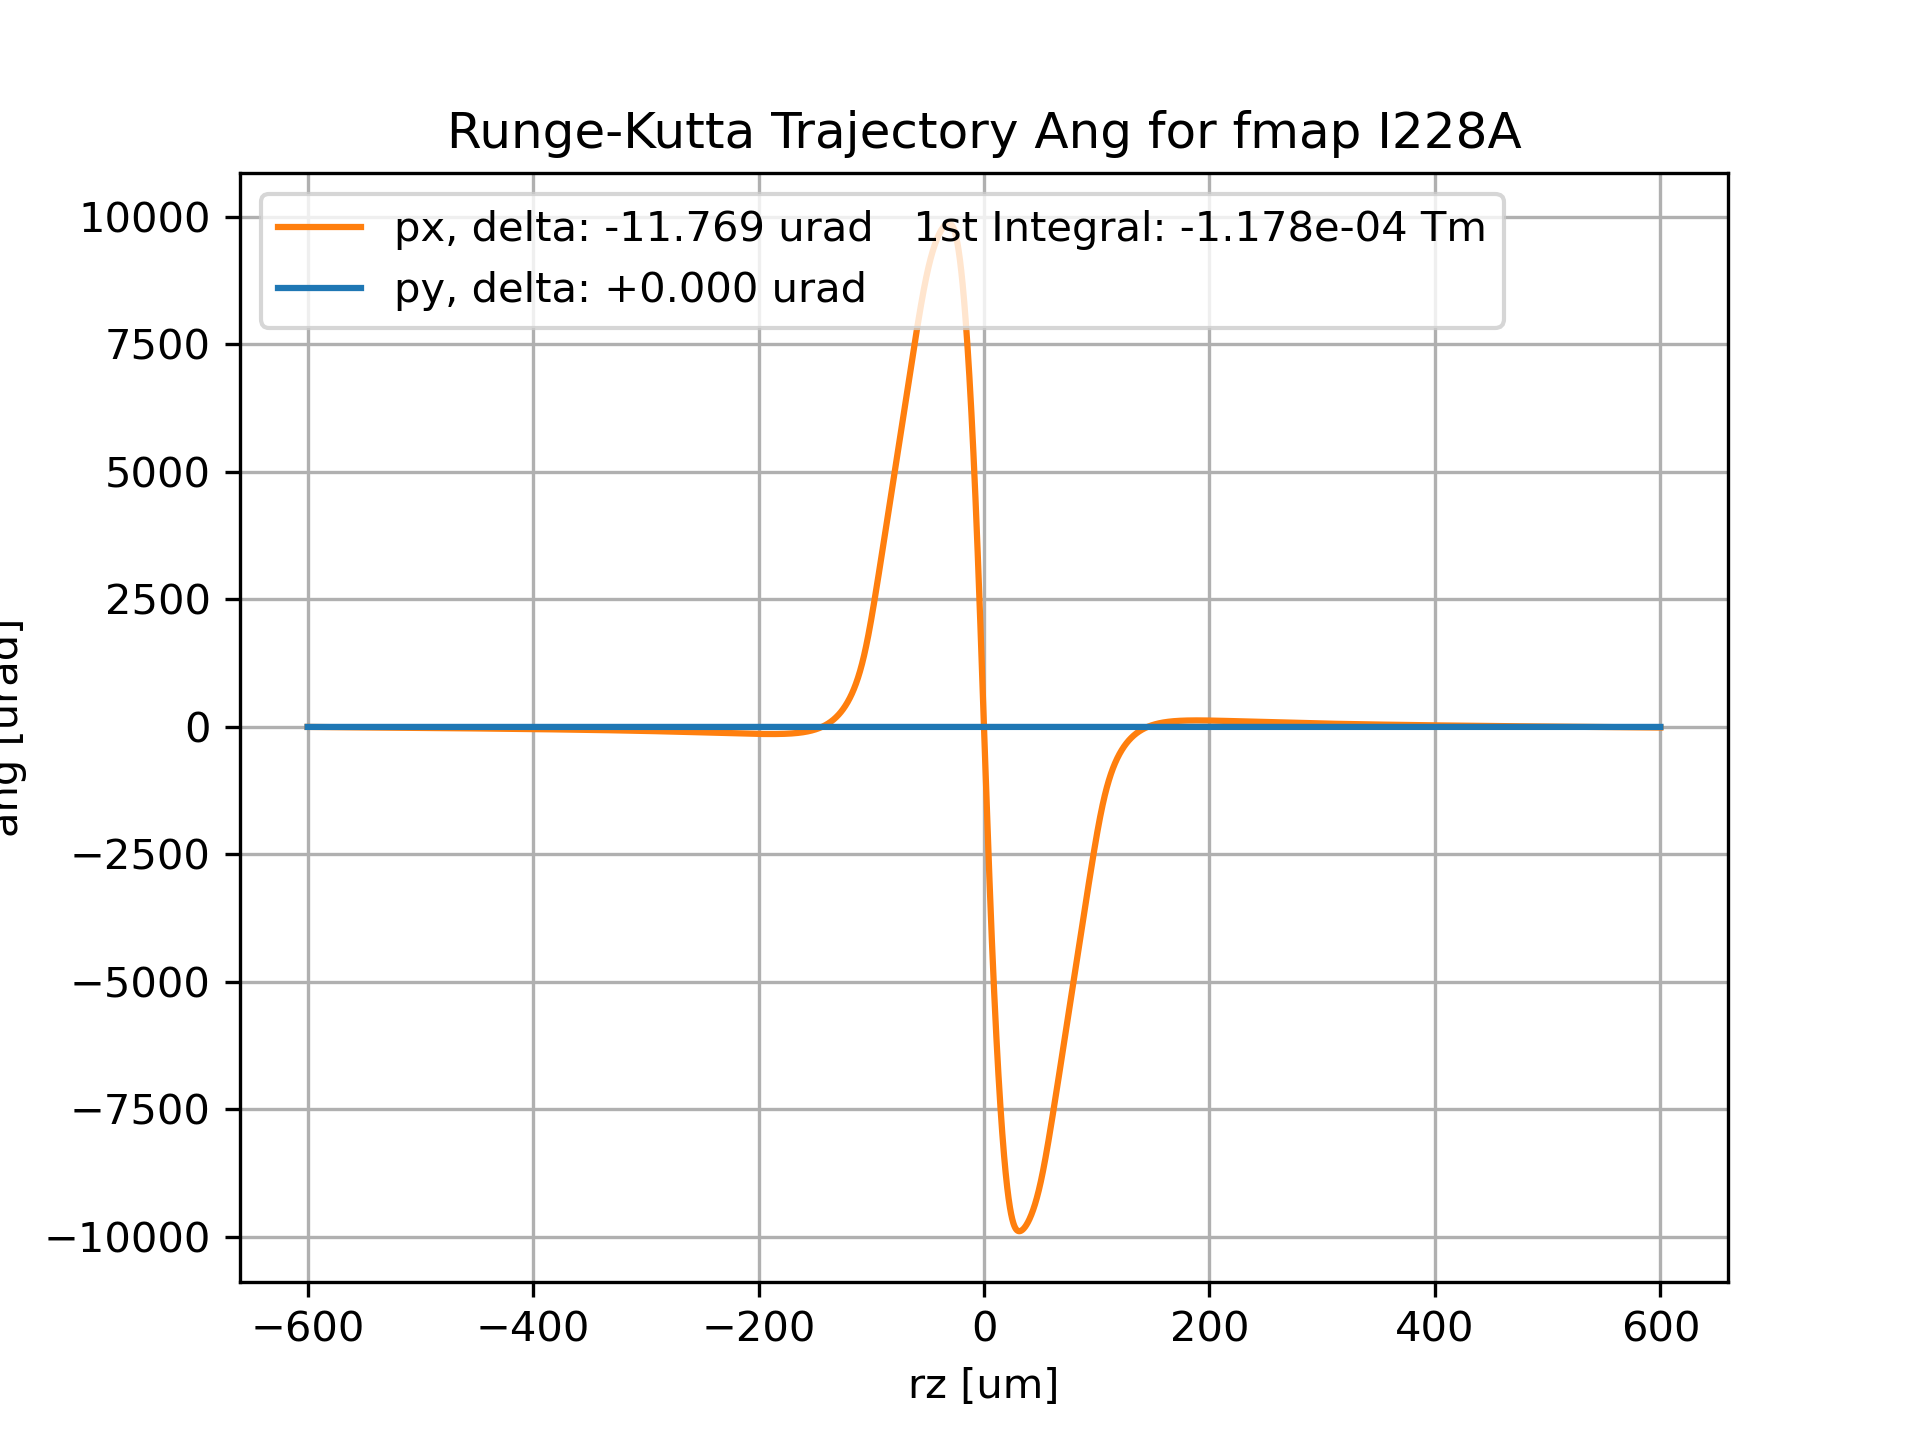 Runge-Kutta Trajectory Ang for fmap I228A
px, delta: -11.769 urad 1st Integral: -1.178e-04 Tm
py, delta: +0.000 urad
10000
7500
5000
2500
0
−2500
−5000
−7500
−10000
ang [urad]
−600 −400 −200 0 200 400 600
rz [um]